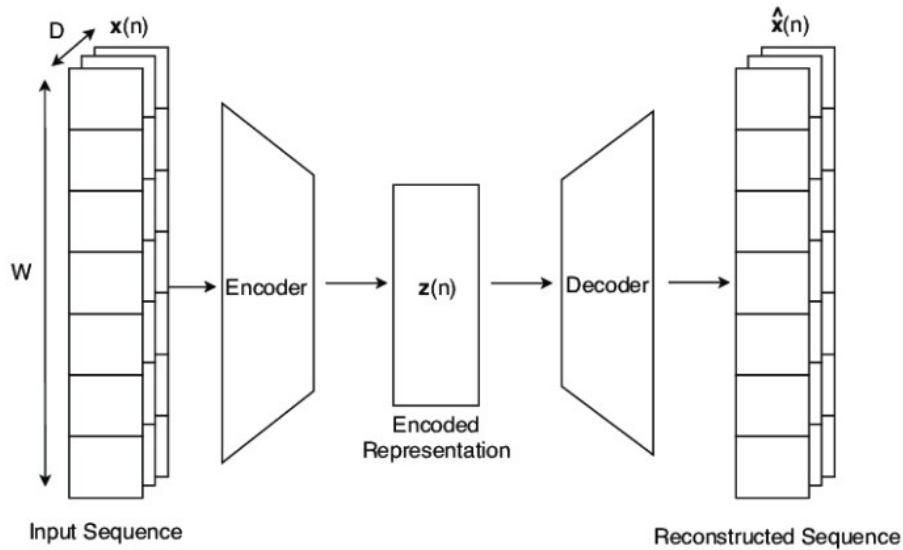 D
x(n)
W
Input Sequence
Encoder
z(n)
Encoded
Representation
Decoder
x̂(n)
Reconstructed Sequence